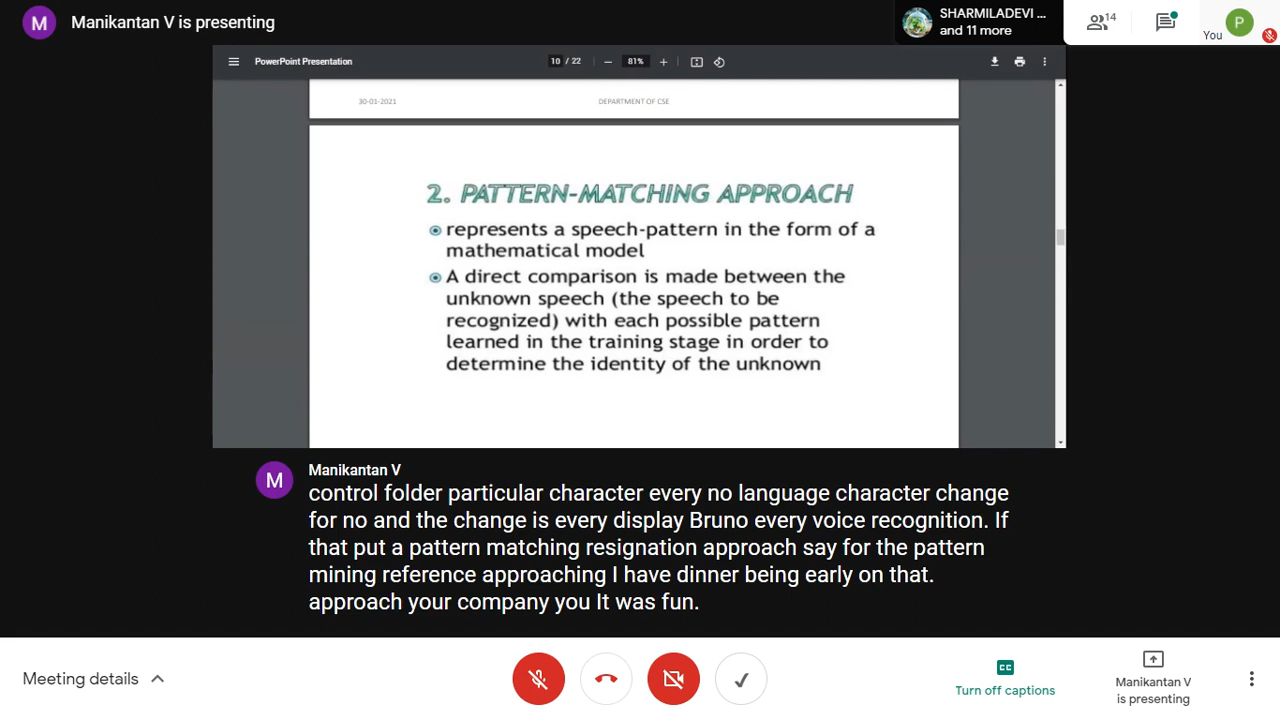 M
Manikantan V is presenting
SHARMILADEVI ...
and 11 more
14
You
P
PowerPoint Presentation
10 / 22
81%
30-01-2021
DEPARTMENT OF CSE
2. PATTERN-MATCHING APPROACH
represents a speech-pattern in the form of a
mathematical model
A direct comparison is made between the
unknown speech (the speech to be
recognized) with each possible pattern
learned in the training stage in order to
determine the identity of the unknown
M
Manikantan V
control folder particular character every no language character change
for no and the change is every display Bruno every voice recognition. If
that put a pattern matching resignation approach say for the pattern
mining reference approaching I have dinner being early on that.
approach your company you It was fun.
Meeting details
CC
Turn off captions
Manikantan V
is presenting